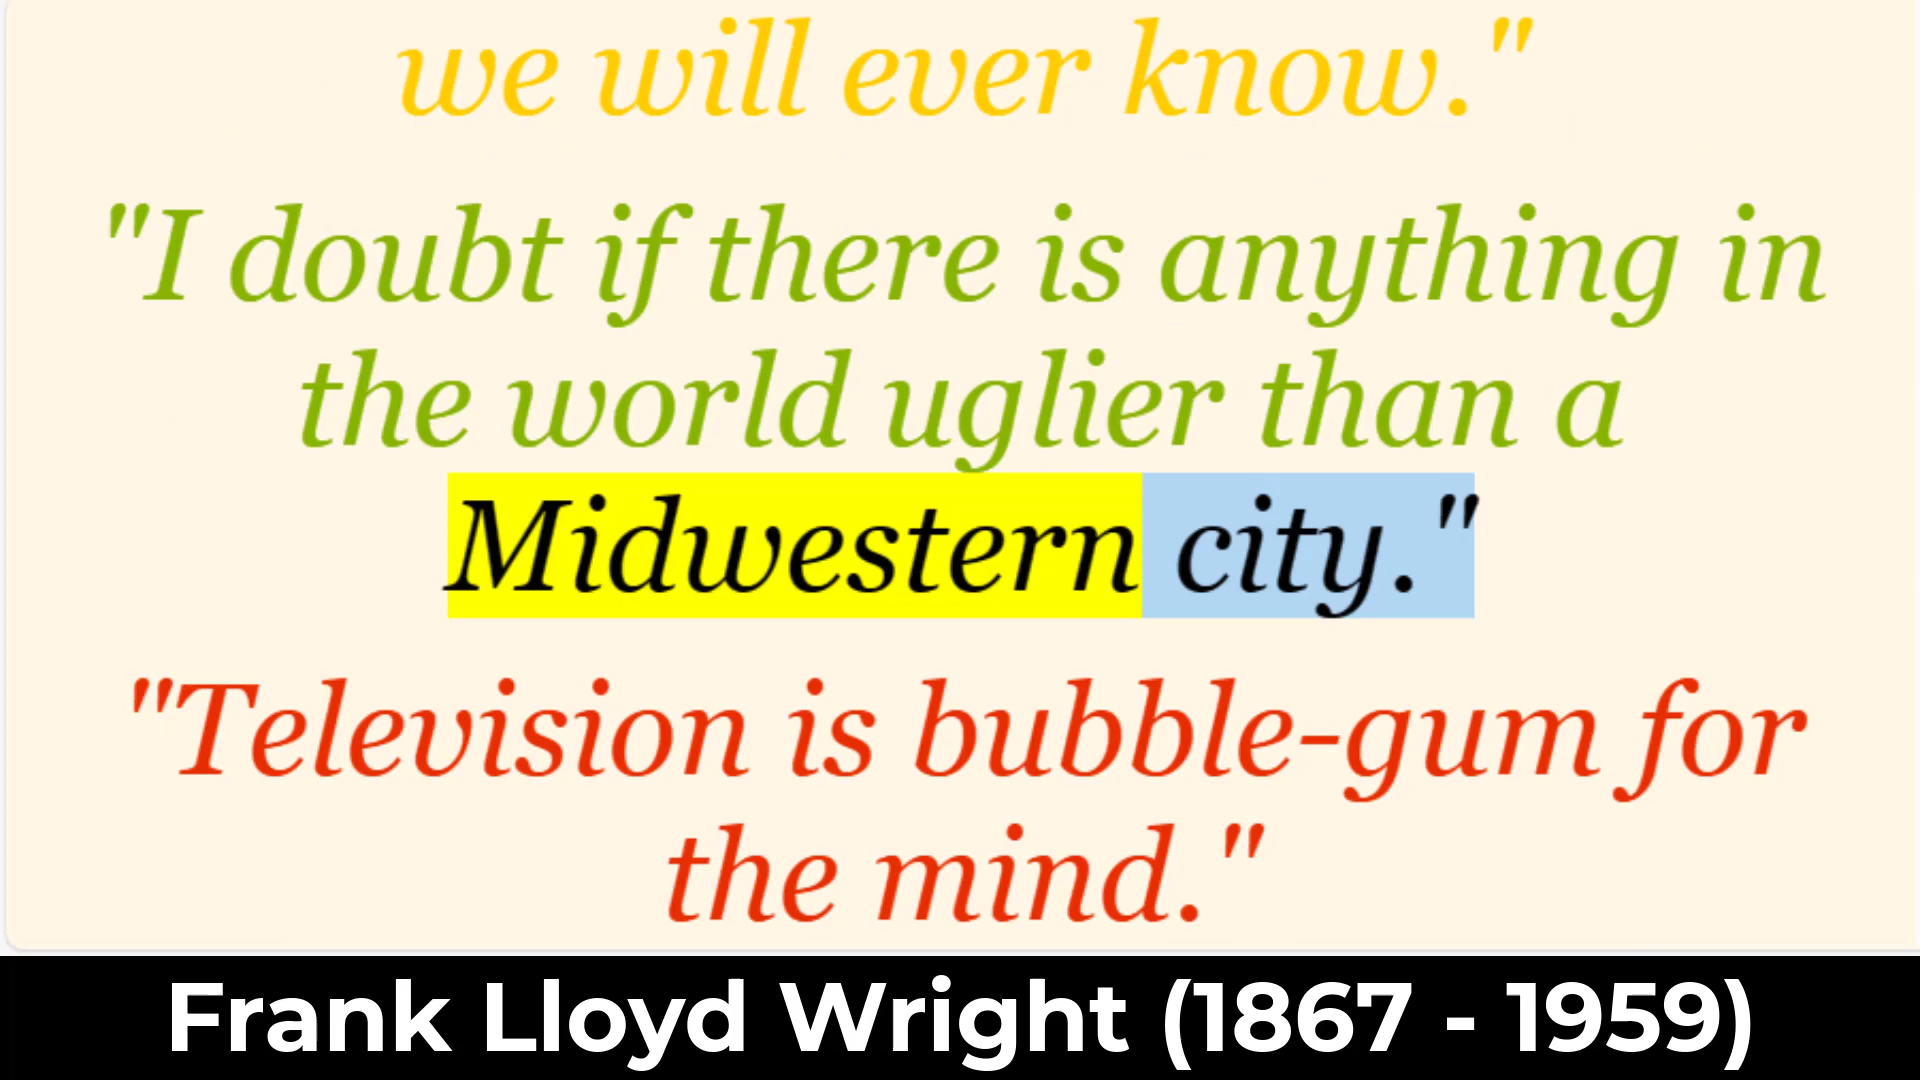 we will ever know."
"I doubt if there is anything in
the world uglier than a
Midwestern city."
"Television is bubble-gum for
the mind."
Frank Lloyd Wright (1867 - 1959)